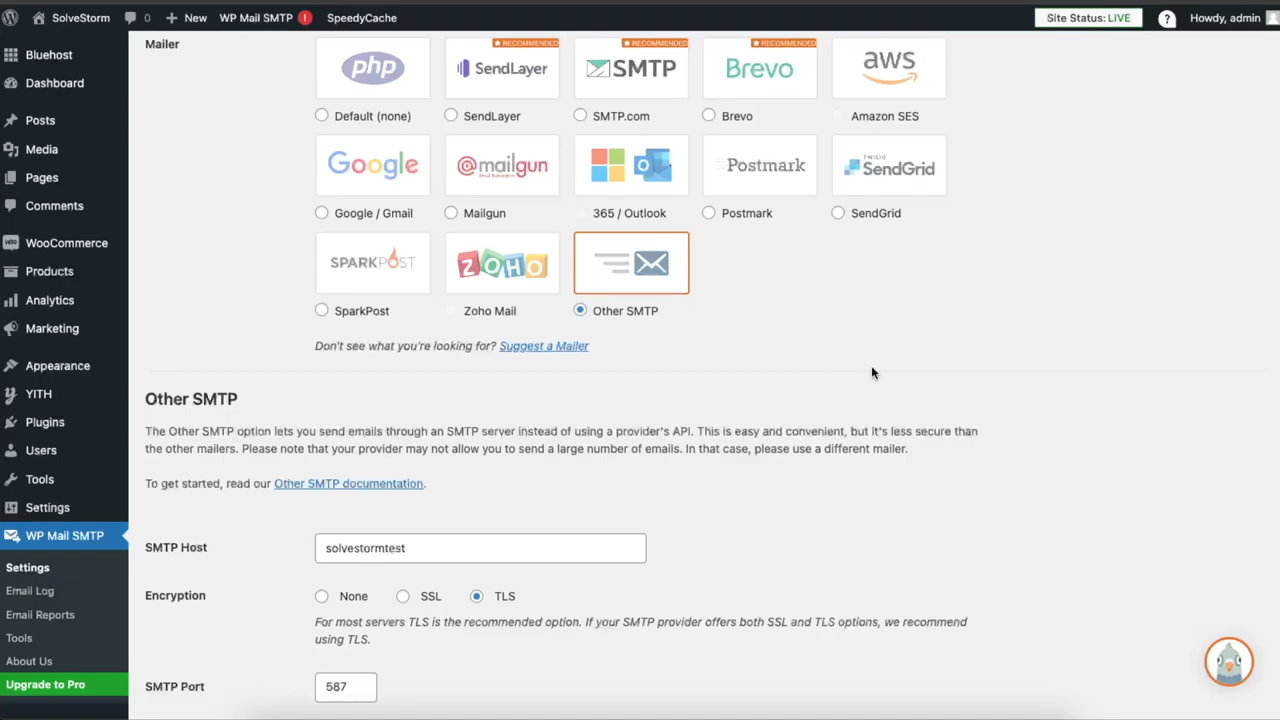 SolveStorm 0 New WP Mail SMTP ! SpeedyCache Site Status: LIVE ? Howdy, admin
Bluehost
Dashboard
Posts
Media
Pages
Comments
WooCommerce
Products
Analytics
Marketing
Appearance
YITH
Plugins
Users
Tools
Settings
WP Mail SMTP
Settings
Email Log
Email Reports
Tools
About Us
Upgrade to Pro
Mailer
php
RECOMMENDED
SendLayer
RECOMMENDED
SMTP
RECOMMENDED
Brevo
aws
Default (none) SendLayer SMTP.com Brevo Amazon SES
Google
@mailgun
Postmark
TWILIO
SendGrid
Google / Gmail Mailgun 365 / Outlook Postmark SendGrid
SPARKPOST
ZOHO
SparkPost Zoho Mail Other SMTP
Don't see what you're looking for? Suggest a Mailer
Other SMTP
The Other SMTP option lets you send emails through an SMTP server instead of using a provider's API. This is easy and convenient, but it's less secure than
the other mailers. Please note that your provider may not allow you to send a large number of emails. In that case, please use a different mailer.
To get started, read our Other SMTP documentation.
SMTP Host solvestormtest
Encryption None SSL TLS
For most servers TLS is the recommended option. If your SMTP provider offers both SSL and TLS options, we recommend
using TLS.
SMTP Port 587